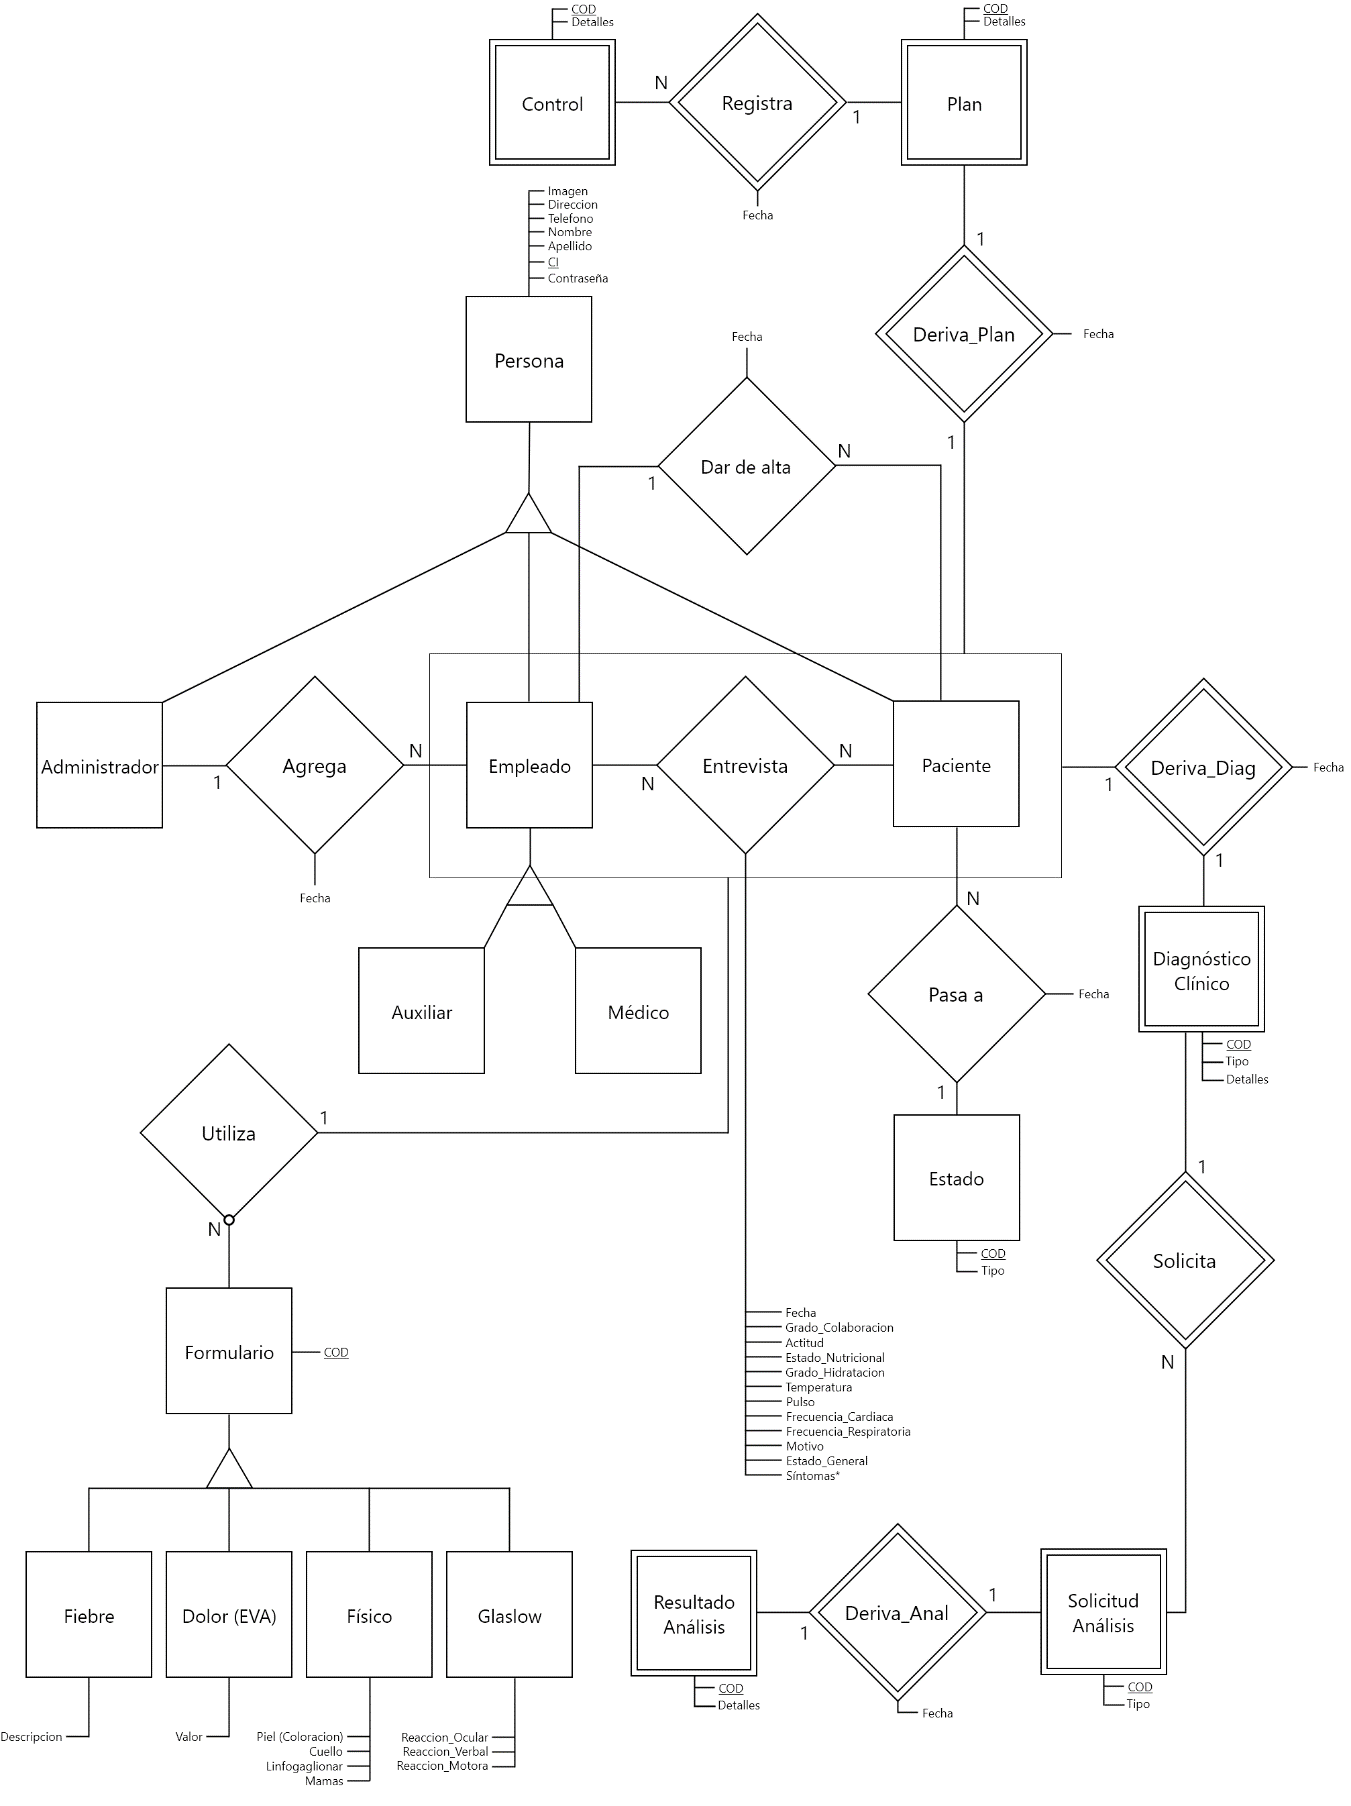 COD
Detalles
Control
N
Registra
1
Fecha
COD
Detalles
Plan
1
Deriva_Plan
Fecha
1
Imagen
Direccion
Telefono
Nombre
Apellido
CI
Contraseña
Persona
Fecha
Dar de alta
1
N
Administrador
1
Agrega
N
Fecha
Empleado
N
Entrevista
N
Paciente
1
Deriva_Diag
Fecha
1
Auxiliar
Médico
N
Pasa a
Fecha
1
Estado
COD
Tipo
Diagnóstico
Clínico
COD
Tipo
Detalles
1
Solicita
N
Utiliza
1
N
Formulario
COD
Fecha
Grado_Colaboracion
Actitud
Estado_Nutricional
Grado_Hidratacion
Temperatura
Pulso
Frecuencia_Cardiaca
Frecuencia_Respiratoria
Motivo
Estado_General
Síntomas*
Fiebre
Dolor (EVA)
Físico
Glaslow
Descripcion
Valor
Piel (Coloracion)
Cuello
Linfogaglionar
Mamas
Reaccion_Ocular
Reaccion_Verbal
Reaccion_Motora
Resultado
Análisis
COD
Detalles
1
Deriva_Anal
1
Fecha
Solicitud
Análisis
COD
Tipo